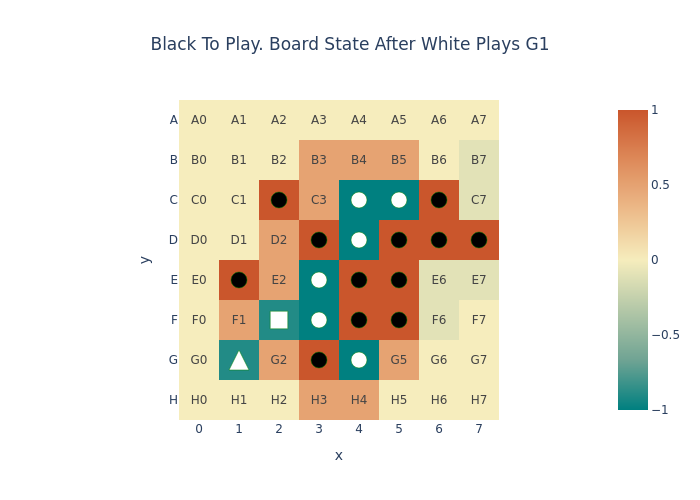 Black To Play. Board State After White Plays G1
A A0 A1 A2 A3 A4 A5 A6 A7
B B0 B1 B2 B3 B4 B5 B6 B7
C C0 C1 C3 C7
D D0 D1 D2
E E0 E2 E6 E7
F F0 F1 F6 F7
G G0 G2 G5 G6 G7
H H0 H1 H2 H3 H4 H5 H6 H7
0 1 2 3 4 5 6 7
x
y
1
0.5
0
−0.5
−1